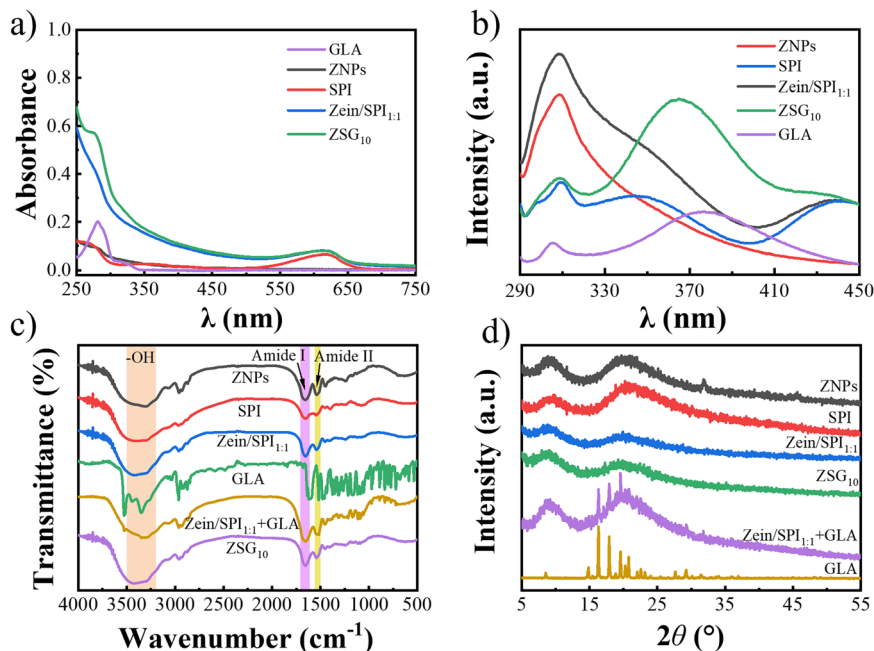 a)
1.0
0.8
0.6
0.4
0.2
0.0
Absorbance
GLA
ZNPs
SPI
Zein/SPI1:1
ZSG10
250 350 450 550 650 750
λ (nm)
b)
Intensity (a.u.)
ZNPs
SPI
Zein/SPI1:1
ZSG10
GLA
290 330 370 410 450
λ (nm)
c)
Transmittance (%)
-OH
Amide I
Amide II
ZNPs
SPI
Zein/SPI1:1
GLA
Zein/SPI1:1+GLA
ZSG10
4000 3500 3000 2500 2000 1500 1000 500
Wavenumber (cm-1)
d)
Intensity (a.u.)
ZNPs
SPI
Zein/SPI1:1
ZSG10
Zein/SPI1:1+GLA
GLA
5 15 25 35 45 55
2θ (°)